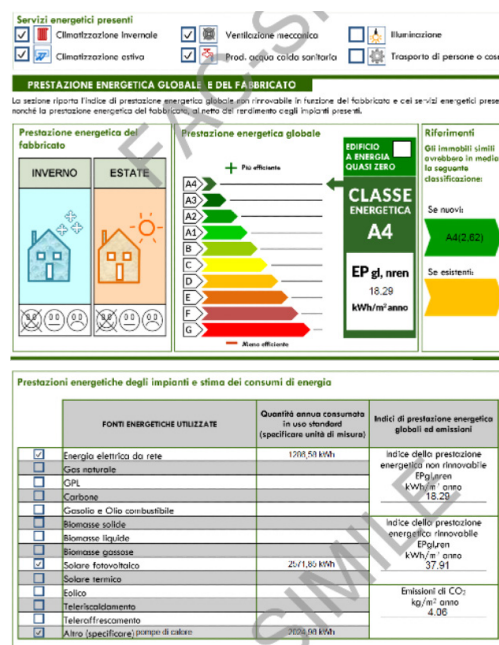 Servizi energetici presenti
Climatizzazione invernale
Ventilazione meccanica
Illuminazione
Climatizzazione estiva
Prod. acqua calda sanitaria
Trasporto di persone o cose
PRESTAZIONE ENERGETICA GLOBALE E DEL FABBRICATO
La sezione riporta l'indice di prestazione energetica globale non rinnovabile in funzione del fabbricato e dei servizi energetici prese
nonché la prestazione energetica del fabbricato, al netto del rendimento degli impianti presenti.
Prestazione energetica del
fabbricato
INVERNO
ESTATE
Prestazione energetica globale
Più efficiente
A4
A3
A2
A1
B
C
D
E
F
G
Meno efficiente
EDIFICIO
A ENERGIA
QUASI ZERO
CLASSE
ENERGETICA
A4
EP gl, nren
18.29
kWh/m² anno
Riferimenti
Gli immobili simili
avrebbero in media
la seguente
classificazione:
Se nuovi:
A4(2,62)
Se esistenti:
FAC-SIMILE
Prestazioni energetiche degli impianti e stima dei consumi di energia
FONTI ENERGETICHE UTILIZZATE
Quantità annua consumata
in uso standard
(specificare unità di misura)
Indici di prestazione energetica
globali ed emissioni
Energia elettrica da rete
kWh
Gas naturale
GPL
Carbone
Gasolio e Olio combustibile
Biomasse solide
Biomasse liquide
Biomasse gassose
Solare fotovoltaico
2571,85 kWh
Solare termico
Eolico
Teleriscaldamento
Teleraffrescamento
Altro (specificare) pompe di calore
kWh
Indice della prestazione
energetica non rinnovabile
EPgl,nren
kWh/m² anno
18.29
Indice della prestazione
energetica rinnovabile
EPgl,ren
kWh/m² anno
37.91
Emissioni di CO₂
kg/m² anno
4.06
SIMILE